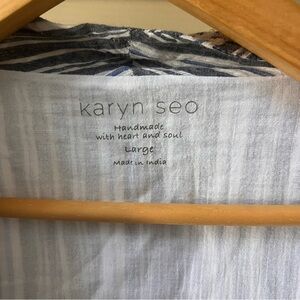 karyn seo
Handmade
with heart and soul
Large
Made in India